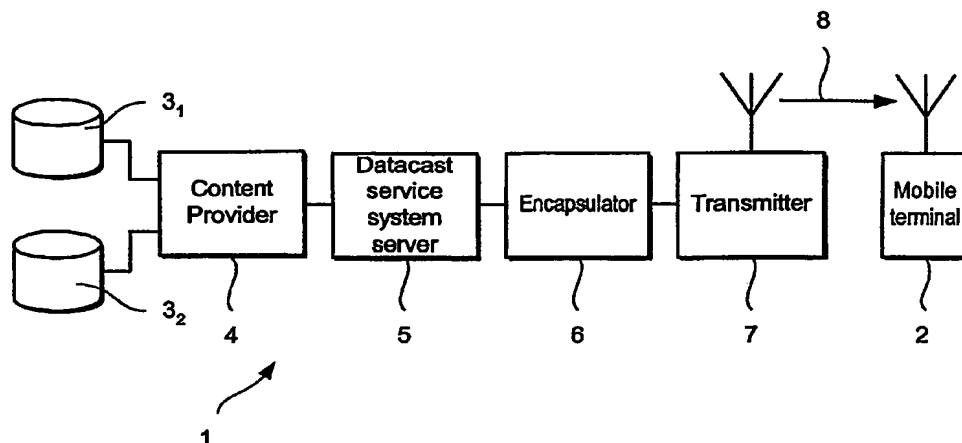 8
3₁
Content
Provider
Datacast
service
system
server
Encapsulator
Transmitter
Mobile
terminal
3₂
4
5
6
7
2
1